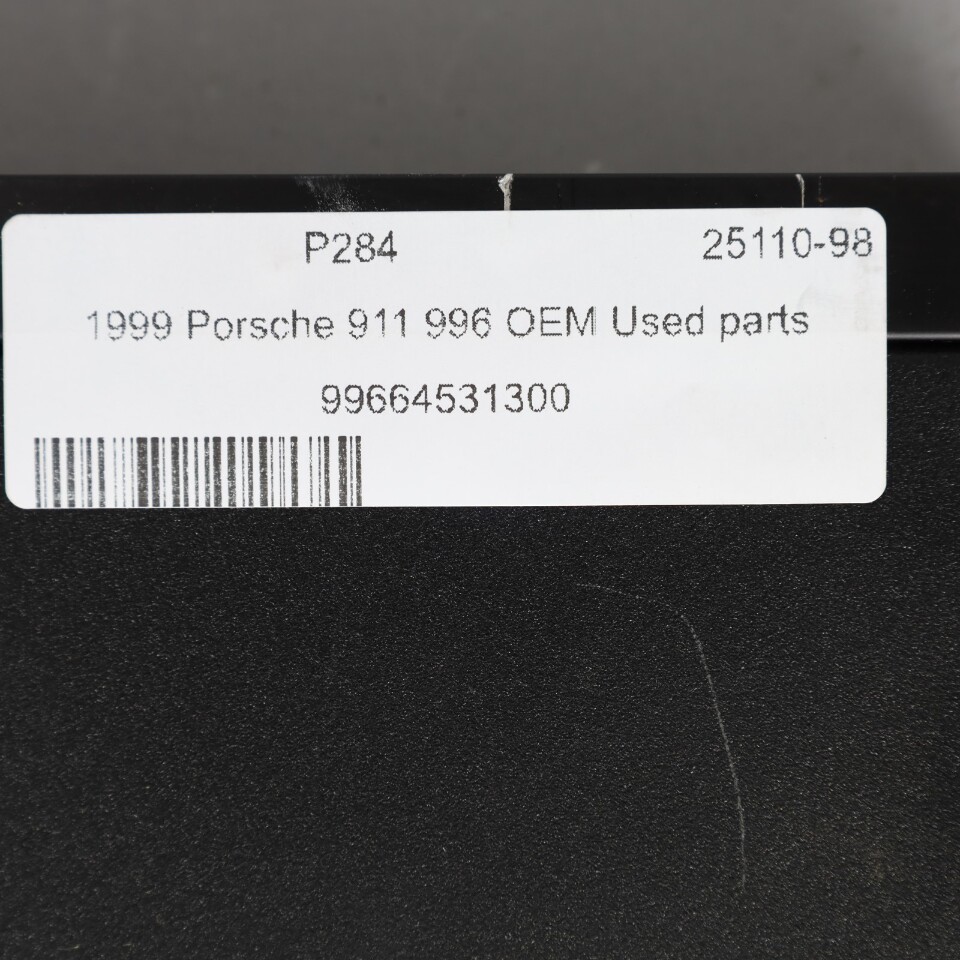 P284 25110-98
1999 Porsche 911 996 OEM Used parts
99664531300